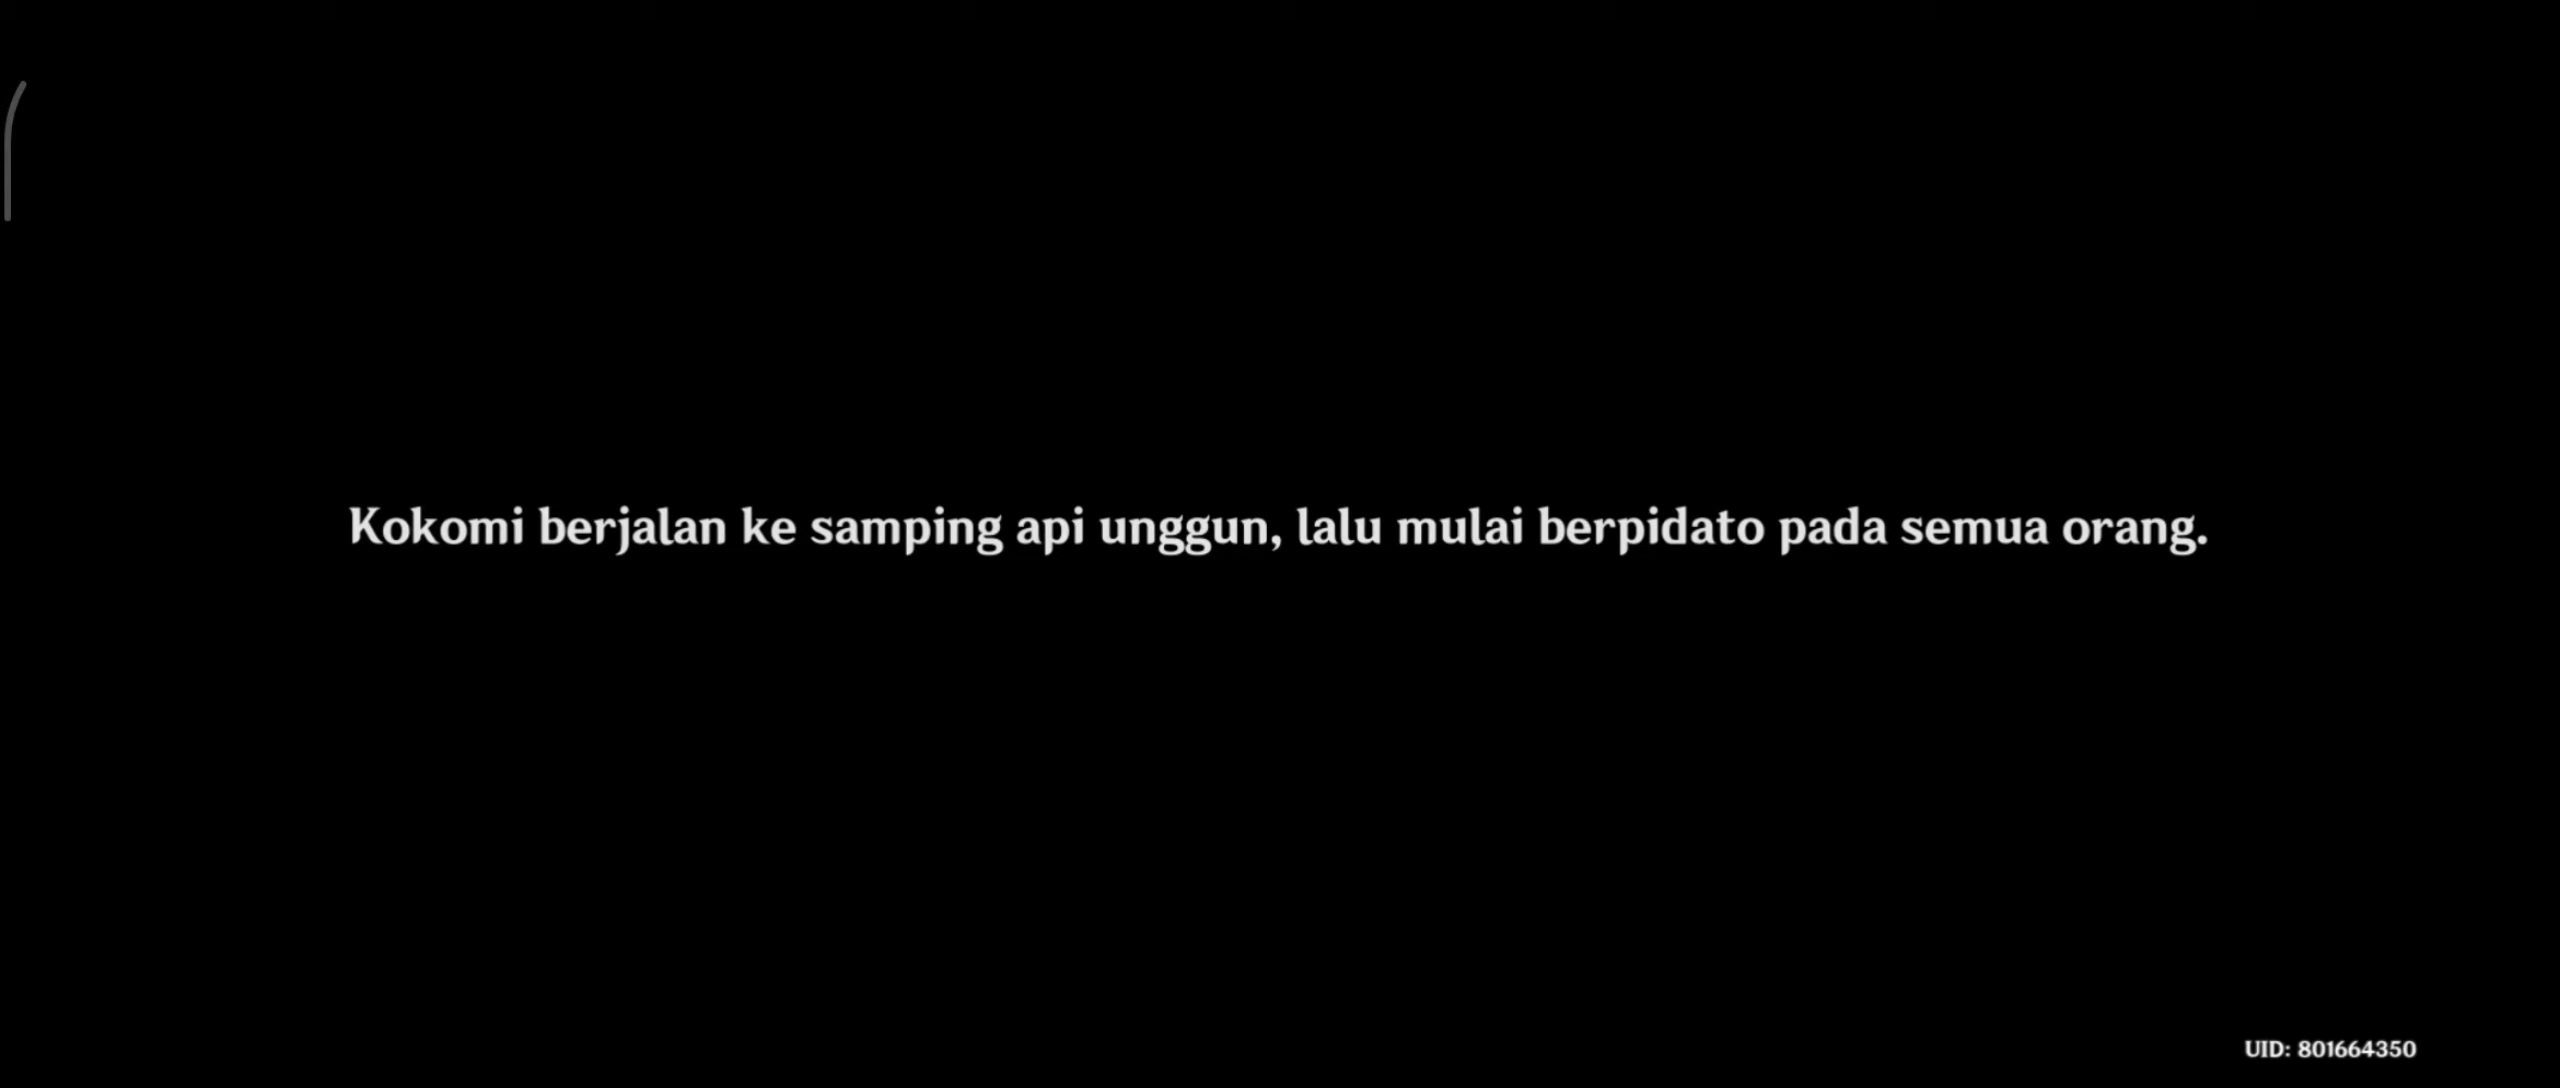 Kokomi berjalan ke samping api unggun, lalu mulai berpidato pada semua orang.
UID: 801664350